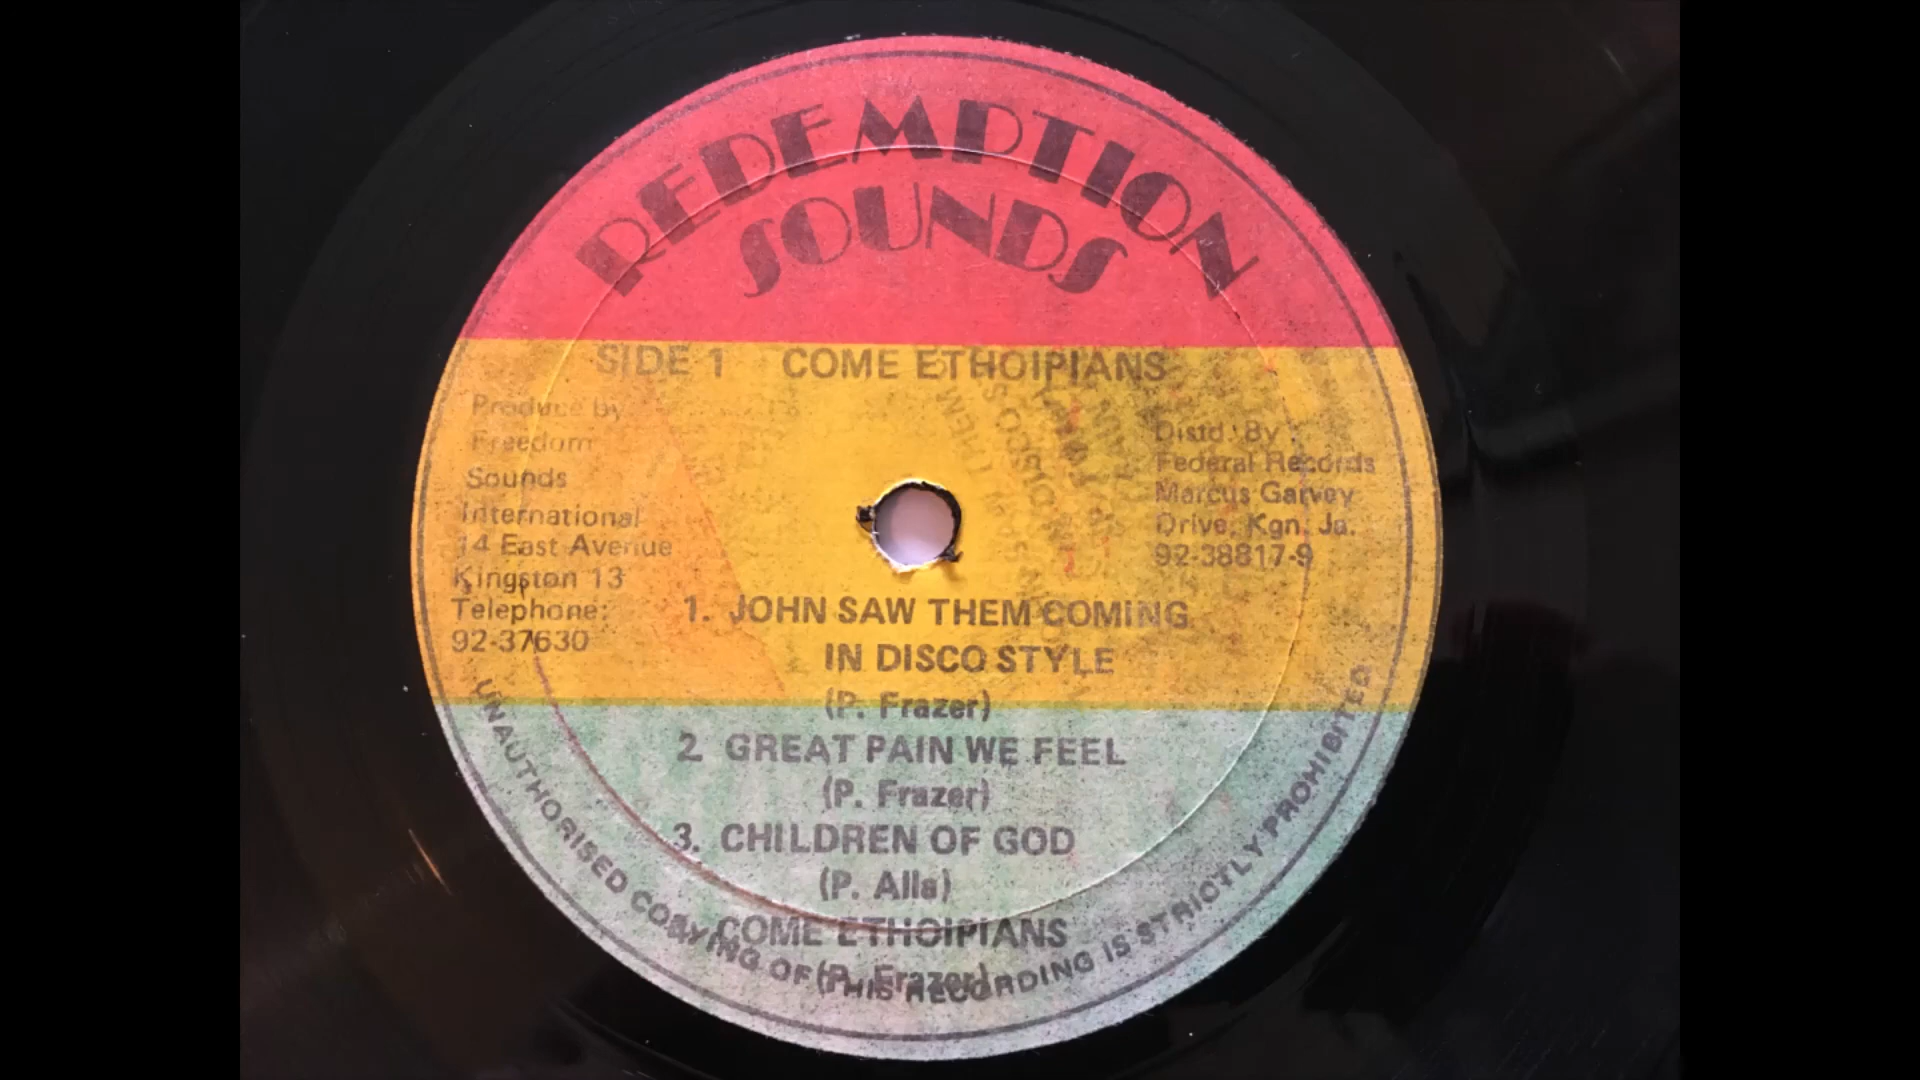 REDEMPTION
SOUNDS
SIDE 1 COME ETHOIPIANS
Produce by
Freedom
Sounds
International
14 East Avenue
Kingston 13
Telephone:
92-37630
Distd. By
Federal Records
Marcus Garvey
Drive, Kgn. Ja.
92-38817-9
1. JOHN SAW THEM COMING
IN DISCO STYLE
(P. Frazer)
2. GREAT PAIN WE FEEL
(P. Frazer)
3. CHILDREN OF GOD
(P. Alla)
COME ETHOIPIANS
(P. Frazer)
UNAUTHORISED COPYING OF THIS RECORDING IS STRICTLY PROHIBITED